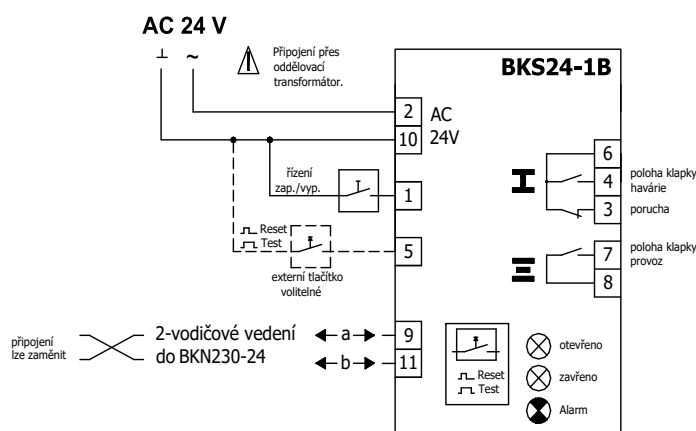 AC 24 V
⊥ ~
Připojení přes
oddělovací
transformátor.
BKS24-1B
2
AC
10
24V
řízení
zap./vyp.
1
Reset
Test
5
externí tlačítko
volitelné
6
4
poloha klapky
havárie
3
porucha
7
poloha klapky
provoz
8
připojení
lze zaměnit
2-vodičové vedení
do BKN230-24
a
b
9
11
Reset
Test
otevřeno
zavřeno
Alarm